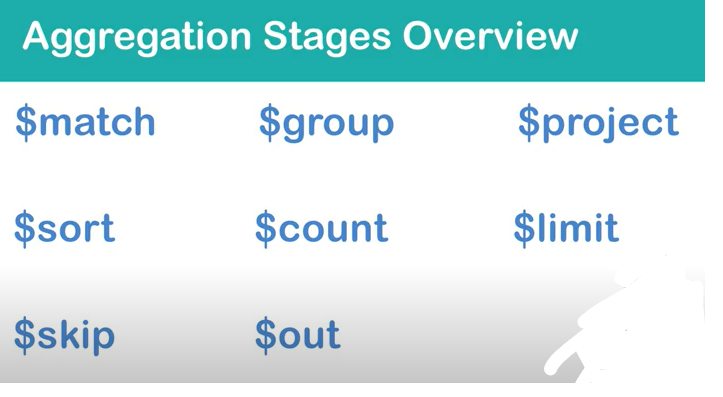 Aggregation Stages Overview
$match $group $project
$sort $count $limit
$skip $out